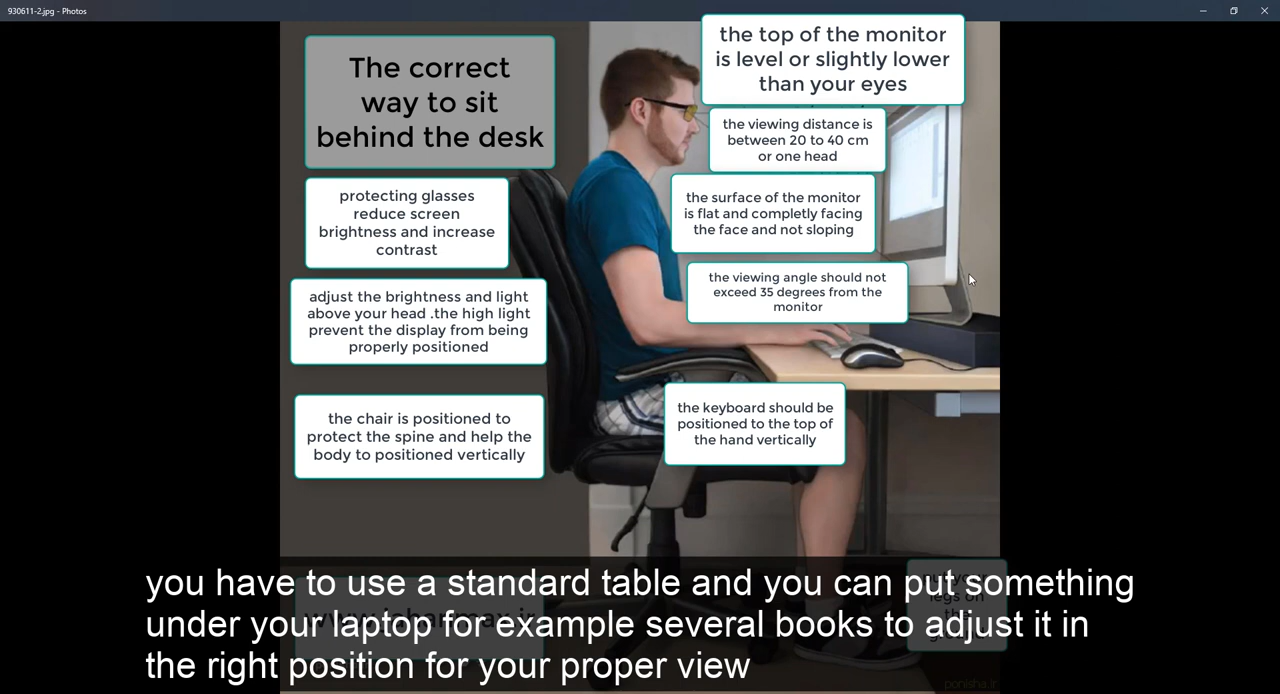 930611-2.jpg - Photos
The correct
way to sit
behind the desk
the top of the monitor
is level or slightly lower
than your eyes
the viewing distance is
between 20 to 40 cm
or one head
protecting glasses
reduce screen
brightness and increase
contrast
the surface of the monitor
is flat and completly facing
the face and not sloping
the viewing angle should not
exceed 35 degrees from the
monitor
adjust the brightness and light
above your head .the high light
prevent the display from being
properly positioned
the chair is positioned to
protect the spine and help the
body to positioned vertically
the keyboard should be
positioned to the top of
the hand vertically
legs on
you have to use a standard table and you can put something
under your laptop for example several books to adjust it in
the right position for your proper view
ponisha.ir